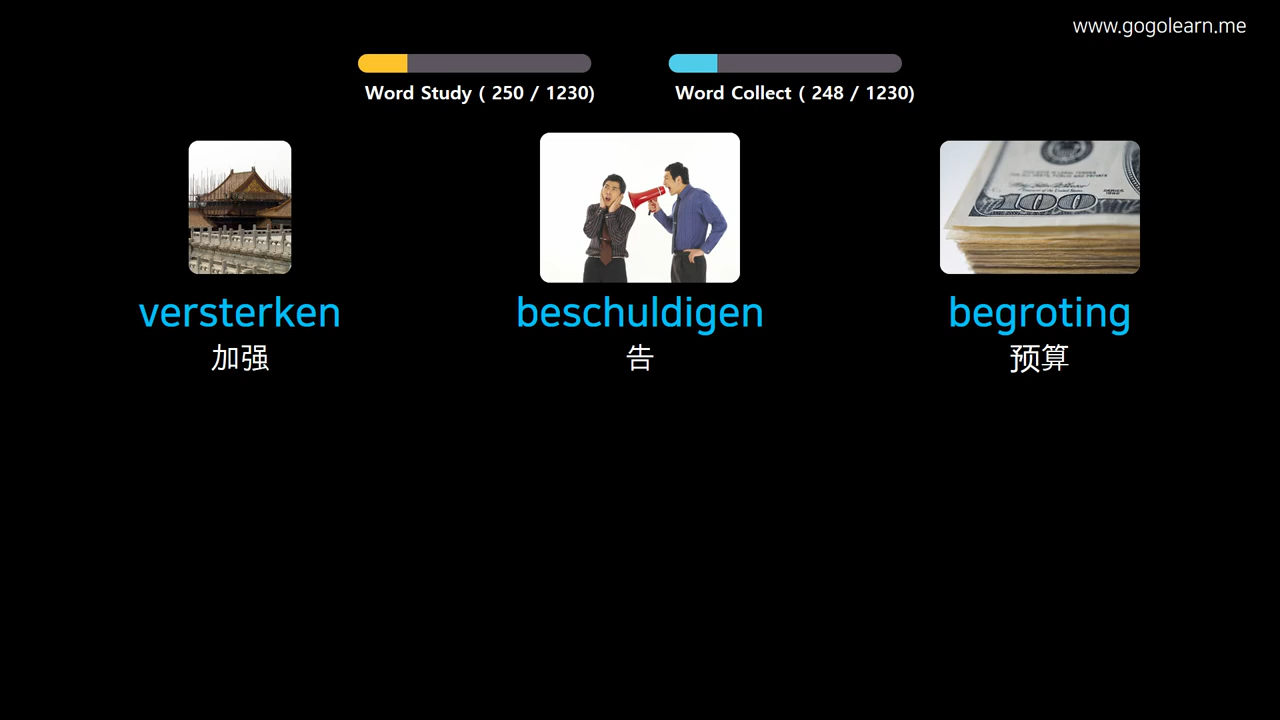 www.gogolearn.me
Word Study ( 250 / 1230)
Word Collect ( 248 / 1230)
versterken
加强
beschuldigen
告
begroting
预算
100